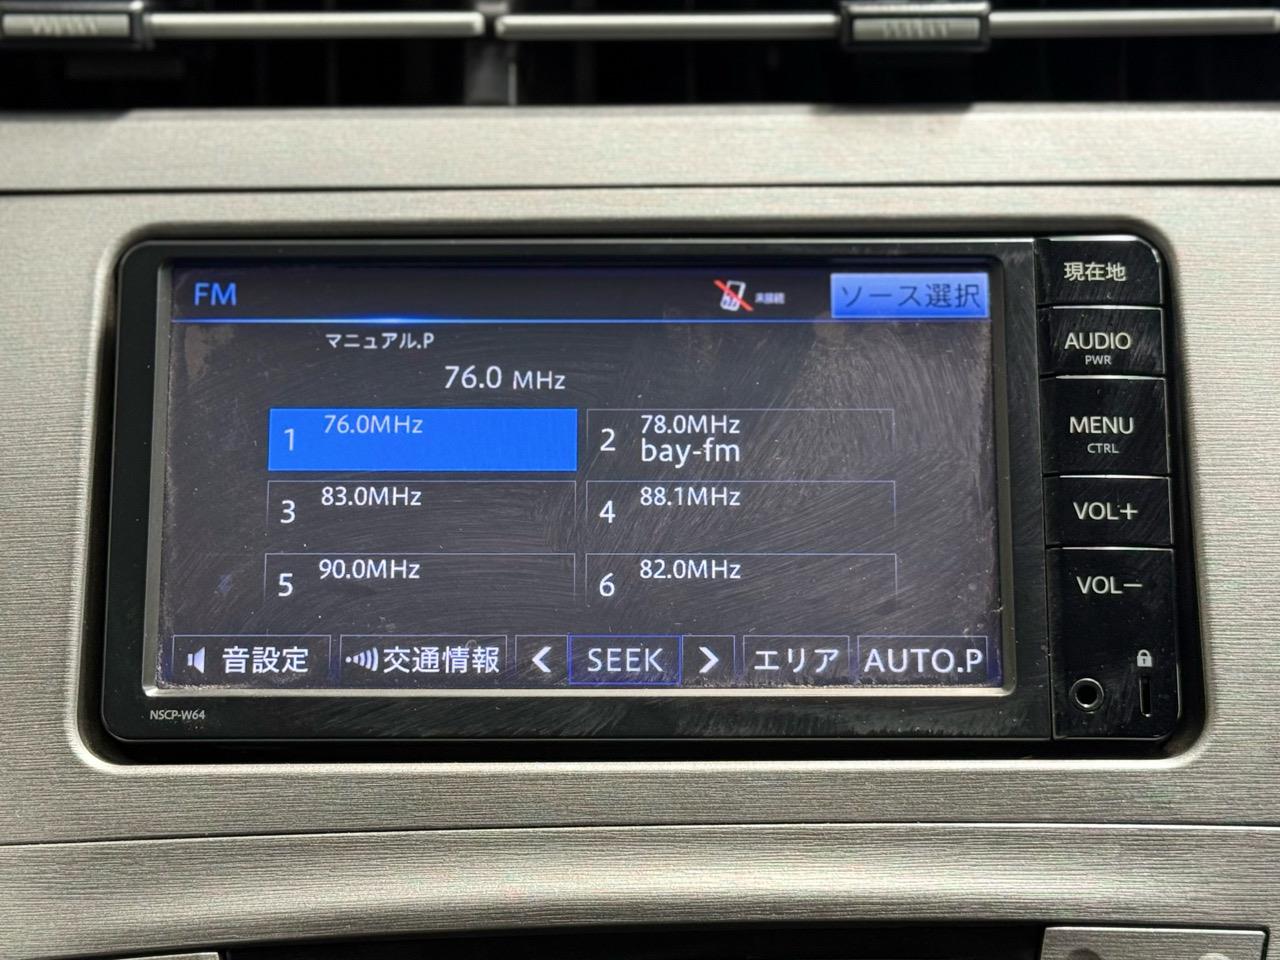 FM
未接続
ソース選択
マニュアル.P
76.0 MHz
1 76.0MHz
2 78.0MHz
bay-fm
3 83.0MHz
4 88.1MHz
5 90.0MHz
6 82.0MHz
音設定
交通情報
SEEK
エリア
AUTO.P
NSCP-W64
現在地
AUDIO
PWR
MENU
CTRL
VOL+
VOL-